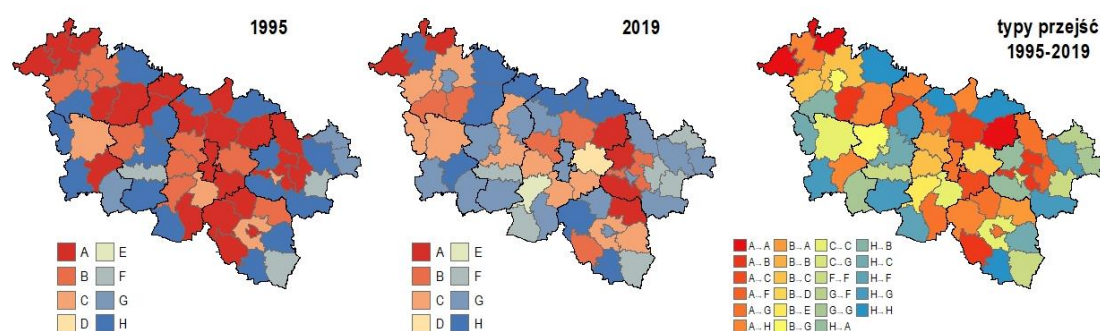 1995
2019
typy przejść
1995-2019
A E
B F
C G
D H
A E
B F
C G
D H
A→A B→A C→C H→B
A→B B→B C→G H→C
A→C B→C F→F H→F
A→F B→D G→F H→G
A→G B→E G→G H→H
A→H B→G H→A